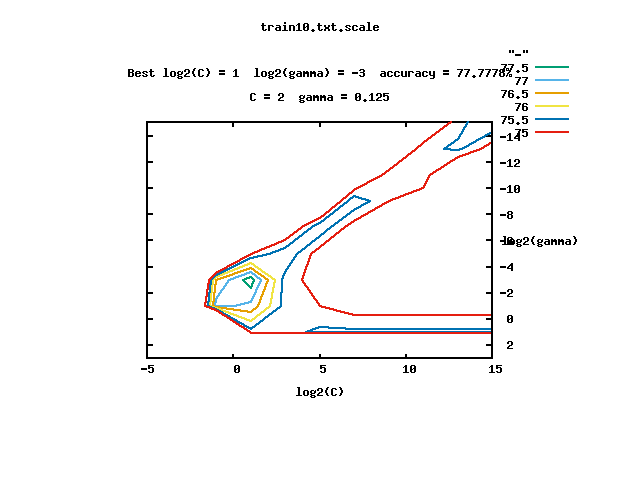 train10.txt.scale
"-"
Best log2(C) = 1 log2(gamma) = -3 accuracy = 77.7778%
77.5
77
C = 2 gamma = 0.125
76.5
76
75.5
75
-14
-12
-10
-8
-6
log2(gamma)
-4
-2
0
2
-5 0 5 10 15
log2(C)